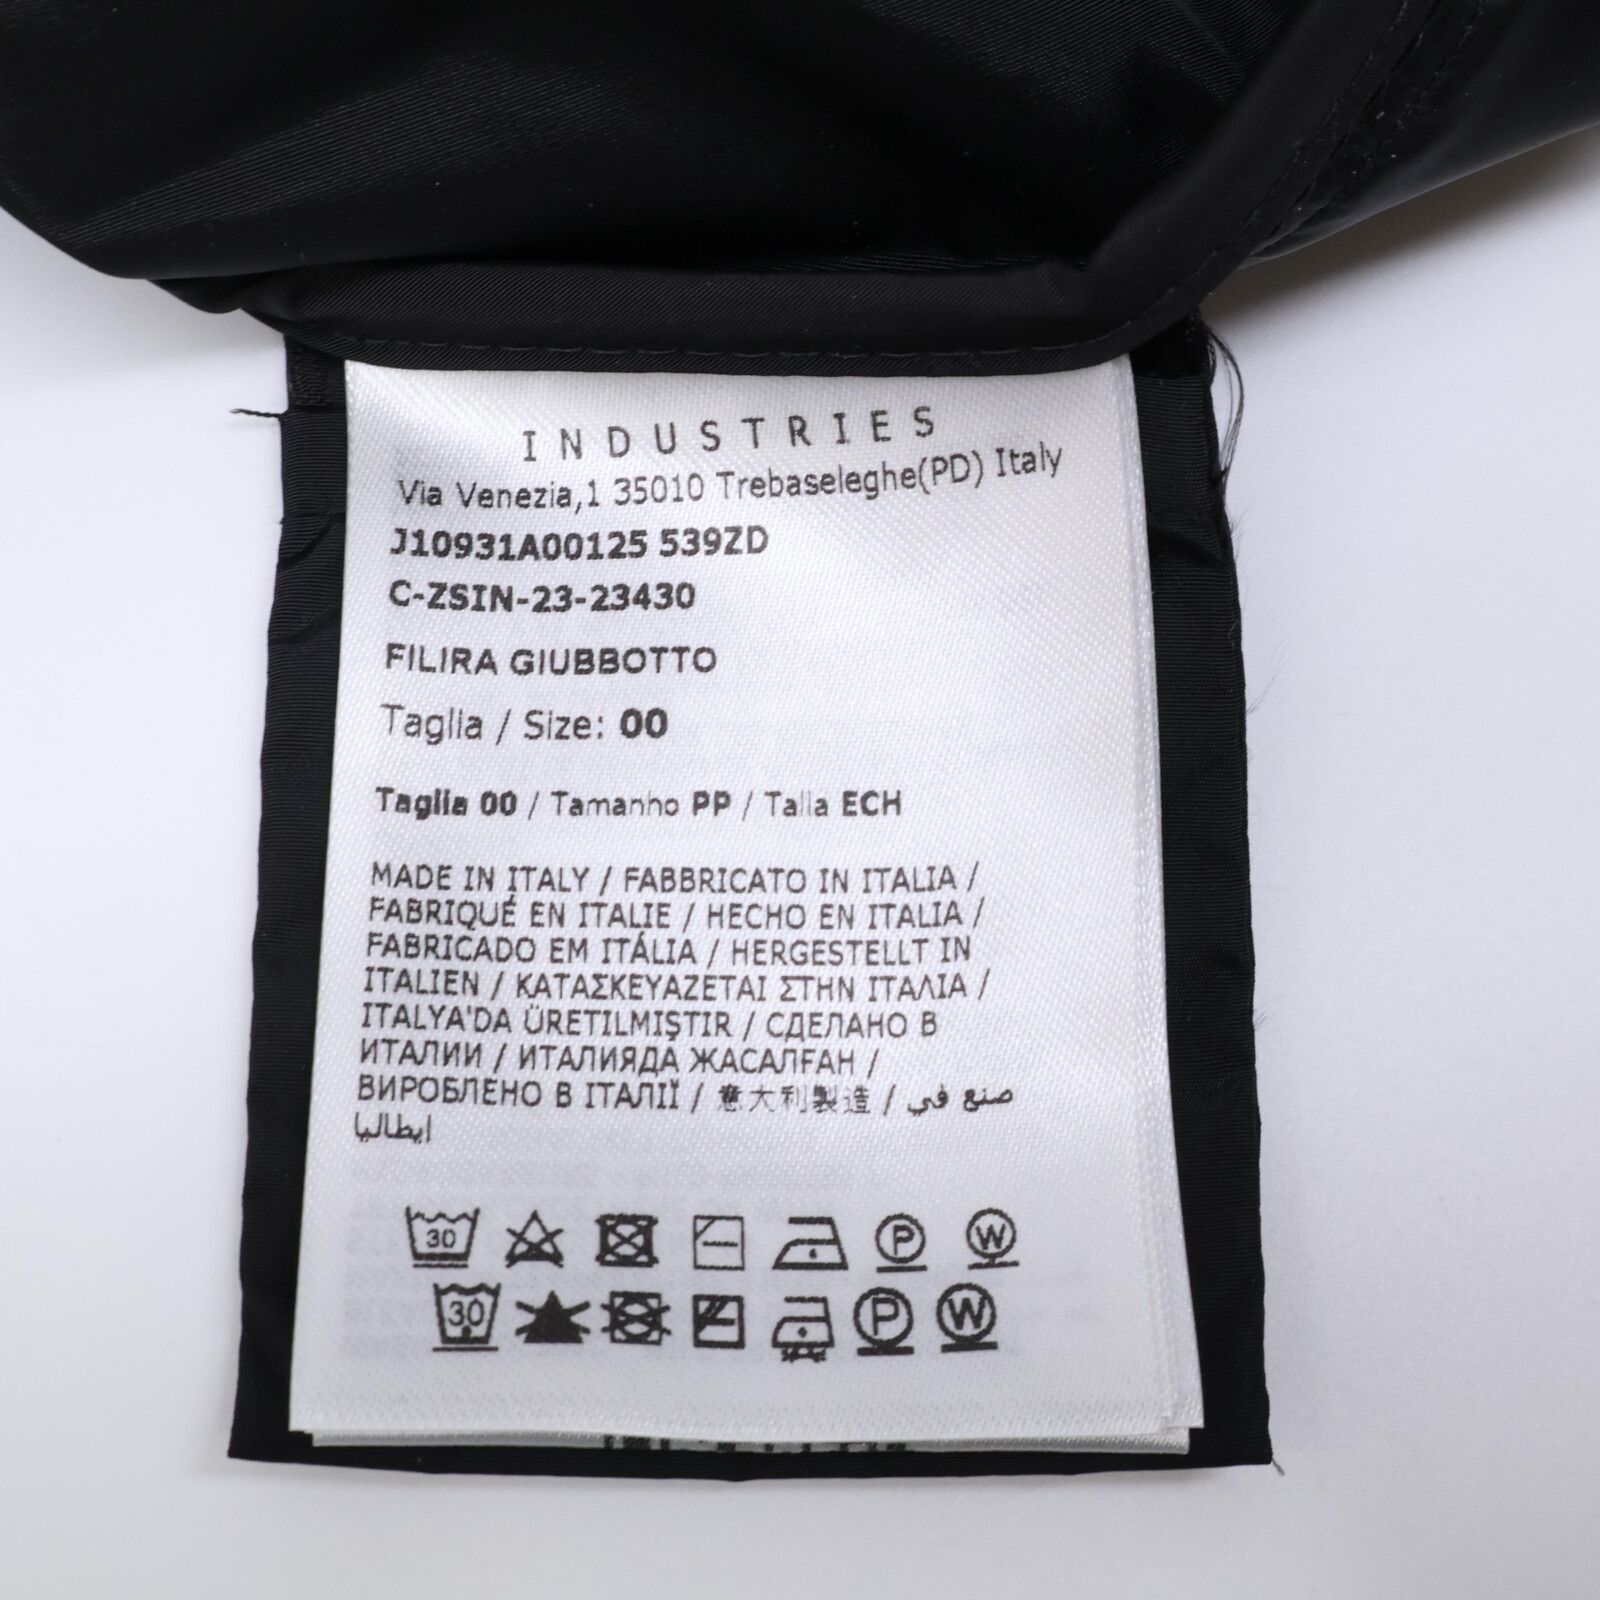 INDUSTRIES
Via Venezia,1 35010 Trebaseleghe(PD) Italy
J10931A00125 539ZD
C-ZSIN-23-23430
FILIRA GIUBBOTTO
Taglia / Size: 00
Taglia 00 / Tamanho PP / Talla ECH
MADE IN ITALY / FABBRICATO IN ITALIA /
FABRIQUÉ EN ITALIE / HECHO EN ITALIA /
FABRICADO EM ITÁLIA / HERGESTELLT IN
ITALIEN / ΚΑΤΑΣΚΕΥΑΖΕΤΑΙ ΣΤΗΝ ΙΤΑΛΙΑ /
ITALYA'DA ÜRETILMIŞTIR / СДЕЛАНО В
ИТАЛИИ / ИТАЛИЯДА ЖАСАЛҒАН /
ВИРОБЛЕНО В ІТАЛІЇ / 意大利製造 / صنع في
ايطاليا
30 P W
30 P W